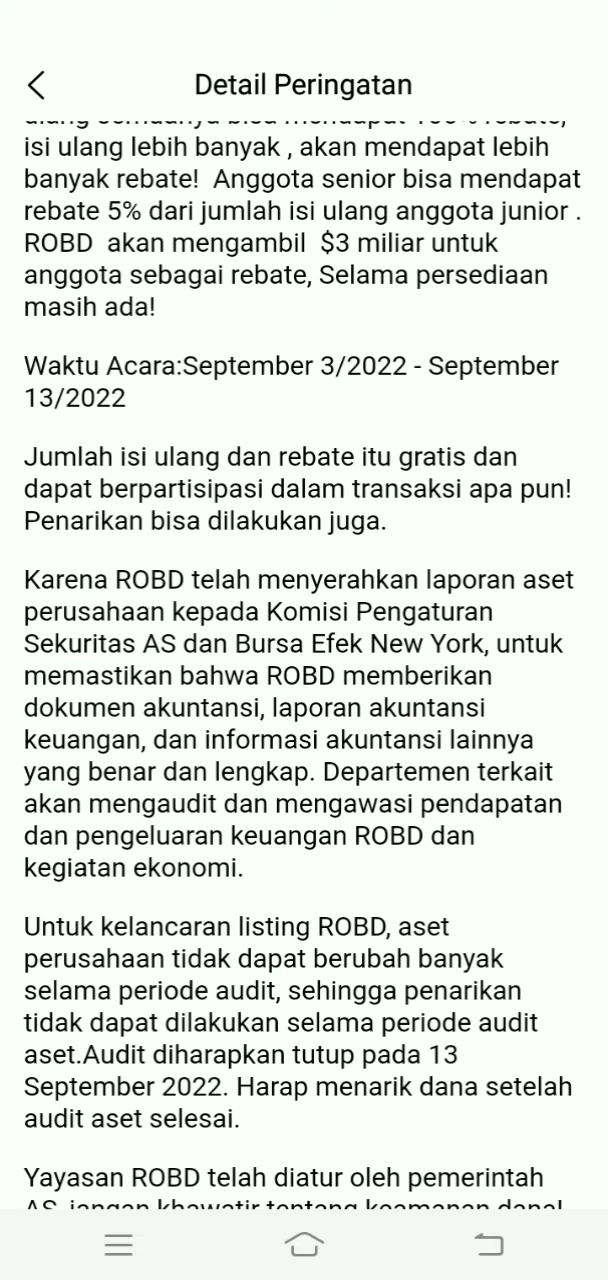 Detail Peringatan
isi ulang lebih banyak , akan mendapat lebih
banyak rebate!  Anggota senior bisa mendapat
rebate 5% dari jumlah isi ulang anggota junior .
ROBD  akan mengambil  $3 miliar untuk
anggota sebagai rebate, Selama persediaan
masih ada!
Waktu Acara:September 3/2022 - September
13/2022
Jumlah isi ulang dan rebate itu gratis dan
dapat berpartisipasi dalam transaksi apa pun!
Penarikan bisa dilakukan juga.
Karena ROBD telah menyerahkan laporan aset
perusahaan kepada Komisi Pengaturan
Sekuritas AS dan Bursa Efek New York, untuk
memastikan bahwa ROBD memberikan
dokumen akuntansi, laporan akuntansi
keuangan, dan informasi akuntansi lainnya
yang benar dan lengkap. Departemen terkait
akan mengaudit dan mengawasi pendapatan
dan pengeluaran keuangan ROBD dan
kegiatan ekonomi.
Untuk kelancaran listing ROBD, aset
perusahaan tidak dapat berubah banyak
selama periode audit, sehingga penarikan
tidak dapat dilakukan selama periode audit
aset.Audit diharapkan tutup pada 13
September 2022. Harap menarik dana setelah
audit aset selesai.
Yayasan ROBD telah diatur oleh pemerintah
AS, jangan khawatir tentang keamanan dana!